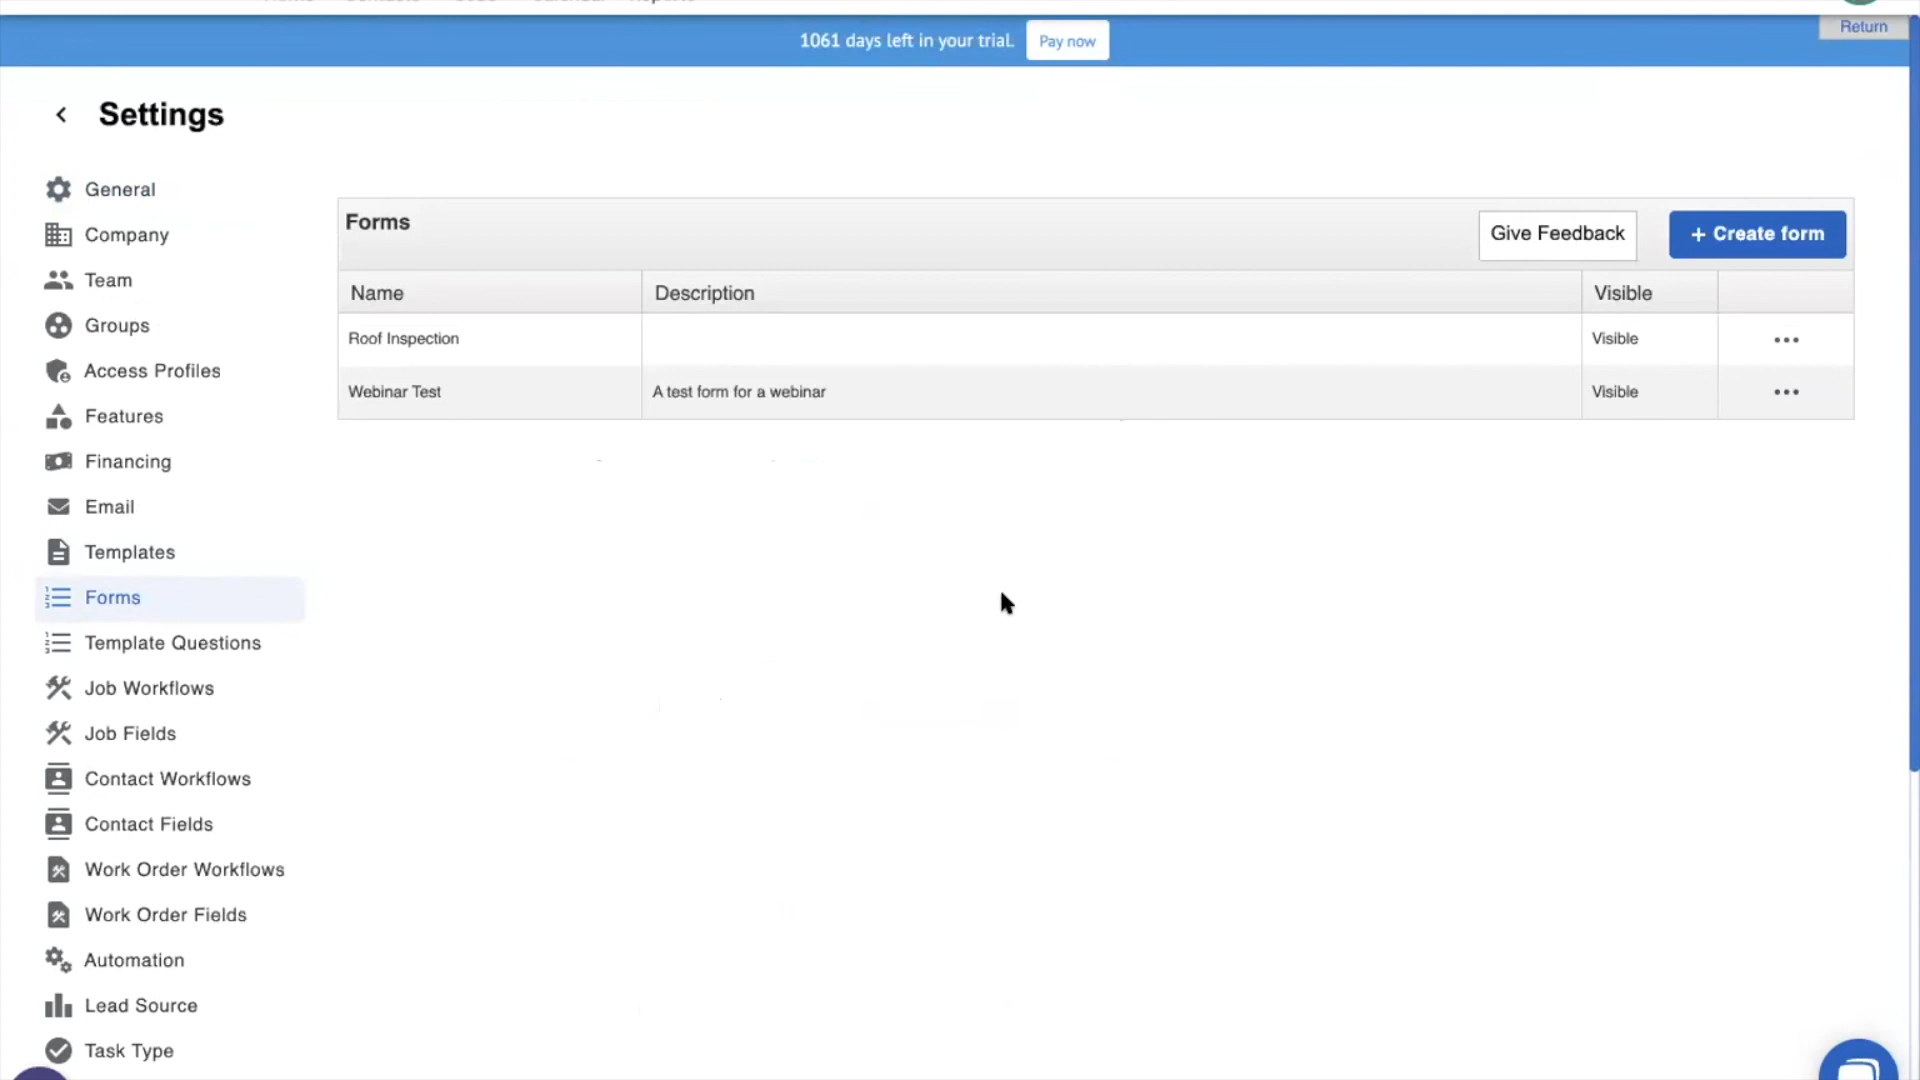 1061 days left in your trial. Pay now
Return
Settings
General
Company
Team
Groups
Access Profiles
Features
Financing
Email
Templates
Forms
Template Questions
Job Workflows
Job Fields
Contact Workflows
Contact Fields
Work Order Workflows
Work Order Fields
Automation
Lead Source
Task Type
Forms
Give Feedback
+ Create form
Name Description Visible
Roof Inspection Visible
Webinar Test A test form for a webinar Visible